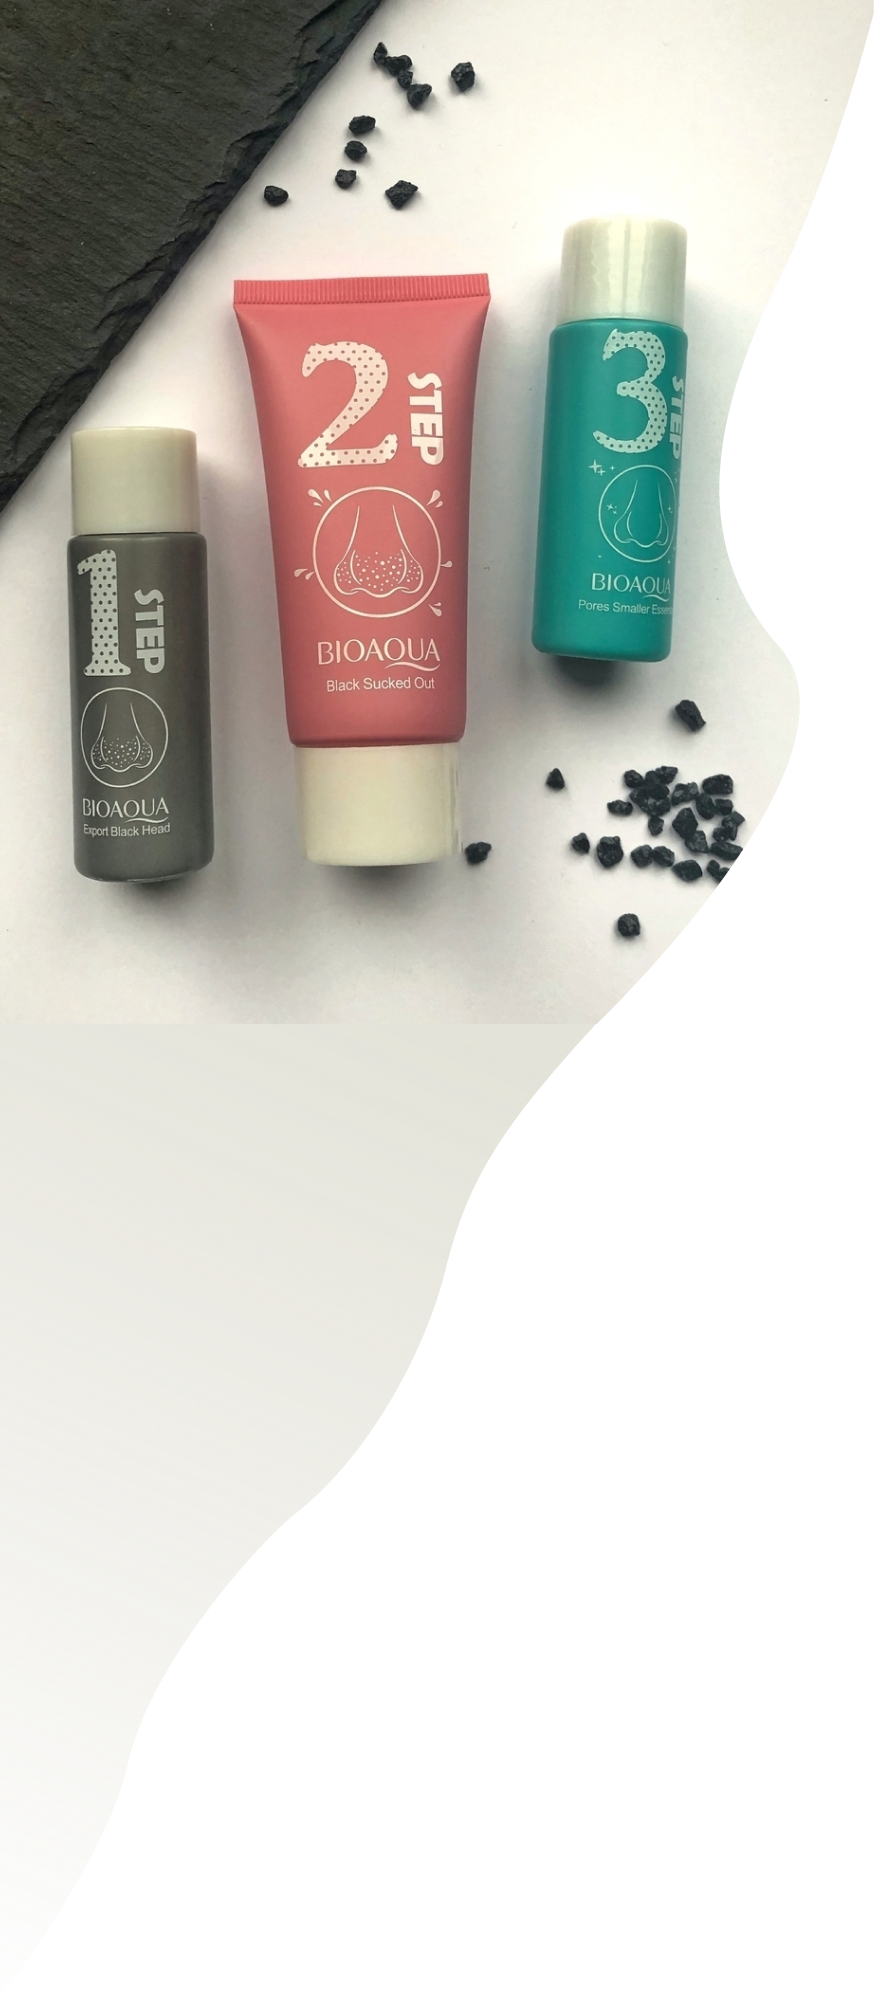 1 STEP
BIOAQUA
Export Black Head
2 STEP
BIOAQUA
Black Sucked Out
3 STEP
BIOAQUA
Pores Smaller